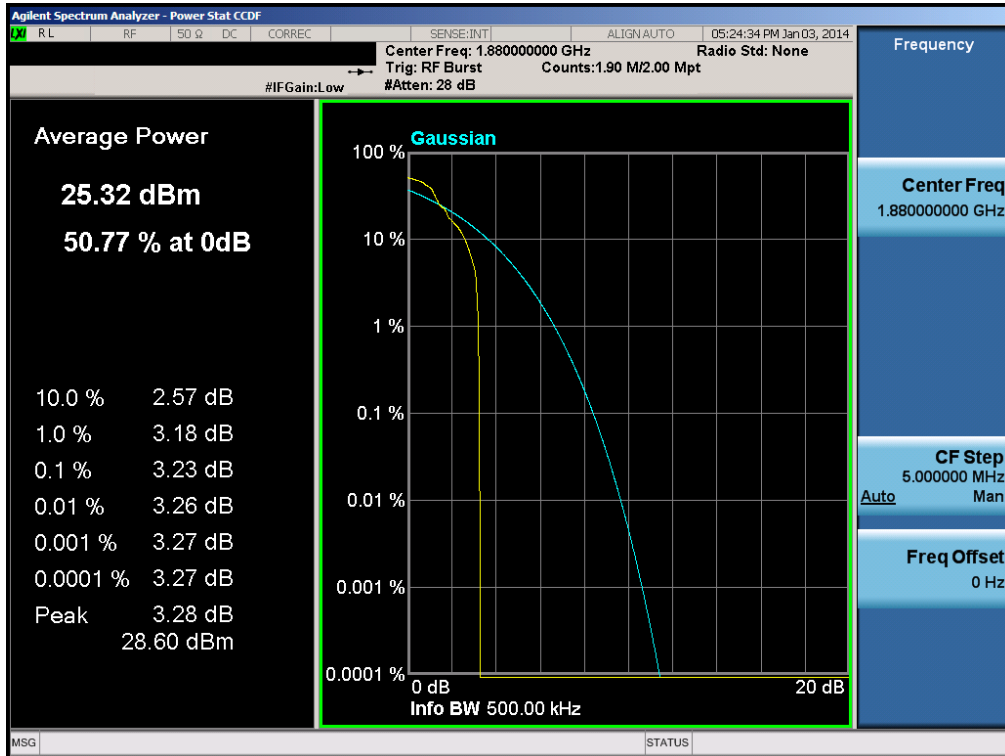 Agilent Spectrum Analyzer - Power Stat CCDF
LXI RL RF 50 Ω DC CORREC SENSE:INT ALIGN AUTO 05:24:34 PM Jan 03, 2014
Center Freq: 1.880000000 GHz Radio Std: None
Trig: RF Burst Counts:1.90 M/2.00 Mpt
#IFGain:Low #Atten: 28 dB
Average Power
25.32 dBm
50.77 % at 0dB
10.0 % 2.57 dB
1.0 % 3.18 dB
0.1 % 3.23 dB
0.01 % 3.26 dB
0.001 % 3.27 dB
0.0001 % 3.27 dB
Peak 3.28 dB
28.60 dBm
Gaussian
100 %
10 %
1 %
0.1 %
0.01 %
0.001 %
0.0001 %
0 dB 20 dB
Info BW 500.00 kHz
Frequency
Center Freq
1.880000000 GHz
CF Step
5.000000 MHz
Auto Man
Freq Offset
0 Hz
MSG STATUS